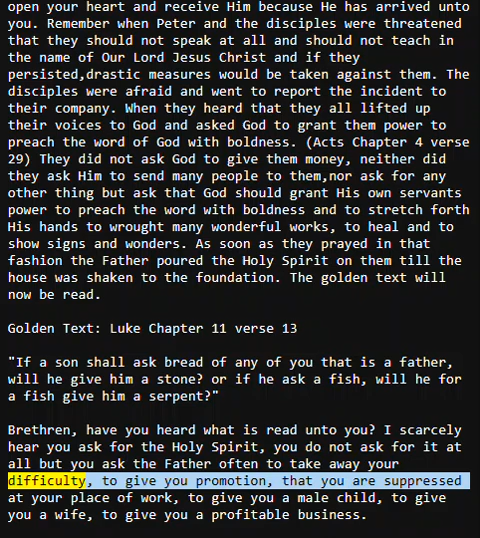 open your heart and receive Him because He has arrived unto
you. Remember when Peter and the disciples were threatened
that they should not speak at all and should not teach in
the name of Our Lord Jesus Christ and if they
persisted,drastic measures would be taken against them. The
disciples were afraid and went to report the incident to
their company. When they heard that they all lifted up
their voices to God and asked God to grant them power to
preach the word of God with boldness. (Acts Chapter 4 verse
29) They did not ask God to give them money, neither did
they ask Him to send many people to them,nor ask for any
other thing but ask that God should grant His own servants
power to preach the word with boldness and to stretch forth
His hands to wrought many wonderful works, to heal and to
show signs and wonders. As soon as they prayed in that
fashion the Father poured the Holy Spirit on them till the
house was shaken to the foundation. The golden text will
now be read.
Golden Text: Luke Chapter 11 verse 13
"If a son shall ask bread of any of you that is a father,
will he give him a stone? or if he ask a fish, will he for
a fish give him a serpent?"
Brethren, have you heard what is read unto you? I scarcely
hear you ask for the Holy Spirit, you do not ask for it at
all but you ask the Father often to take away your
difficulty, to give you promotion, that you are suppressed
at your place of work, to give you a male child, to give
you a wife, to give you a profitable business.